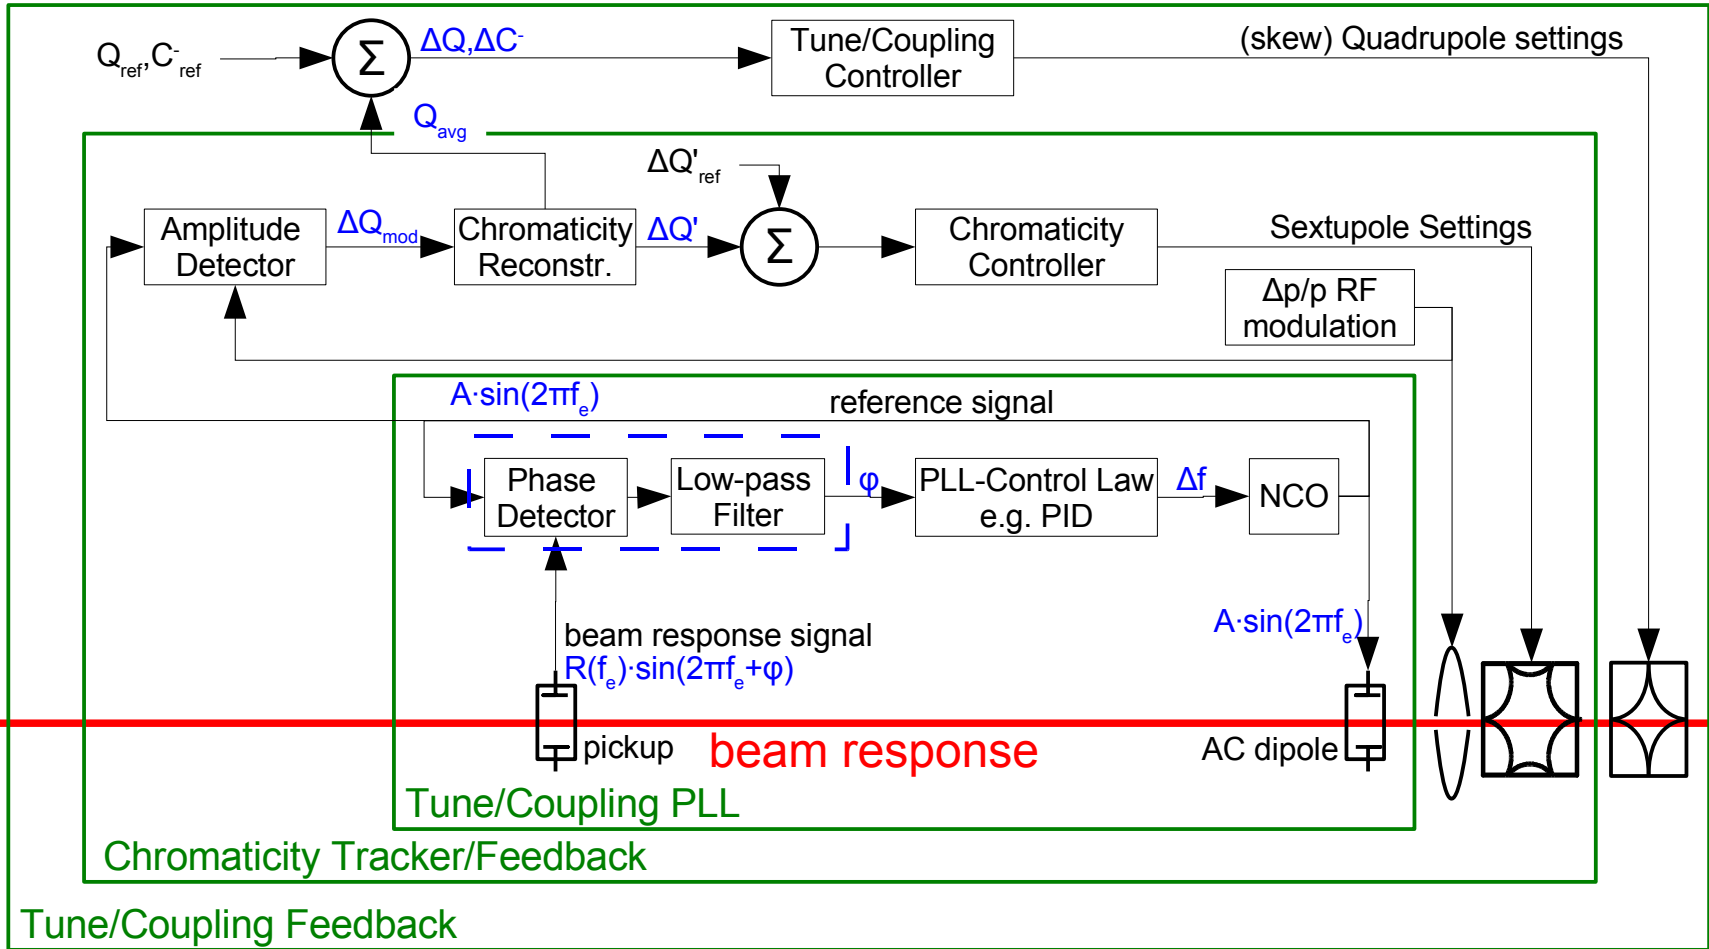 Q_ref,C⁻_ref
Σ
ΔQ,ΔC⁻
Tune/Coupling
Controller
(skew) Quadrupole settings
Q_avg
ΔQ'_ref
Amplitude
Detector
ΔQ_mod
Chromaticity
Reconstr.
ΔQ'
Σ
Chromaticity
Controller
Sextupole Settings
Δp/p RF
modulation
A·sin(2πf_e)
reference signal
Phase
Detector
Low-pass
Filter
φ
PLL-Control Law
e.g. PID
Δf
NCO
beam response signal
R(f_e)·sin(2πf_e+φ)
A·sin(2πf_e)
pickup
beam response
AC dipole
Tune/Coupling PLL
Chromaticity Tracker/Feedback
Tune/Coupling Feedback